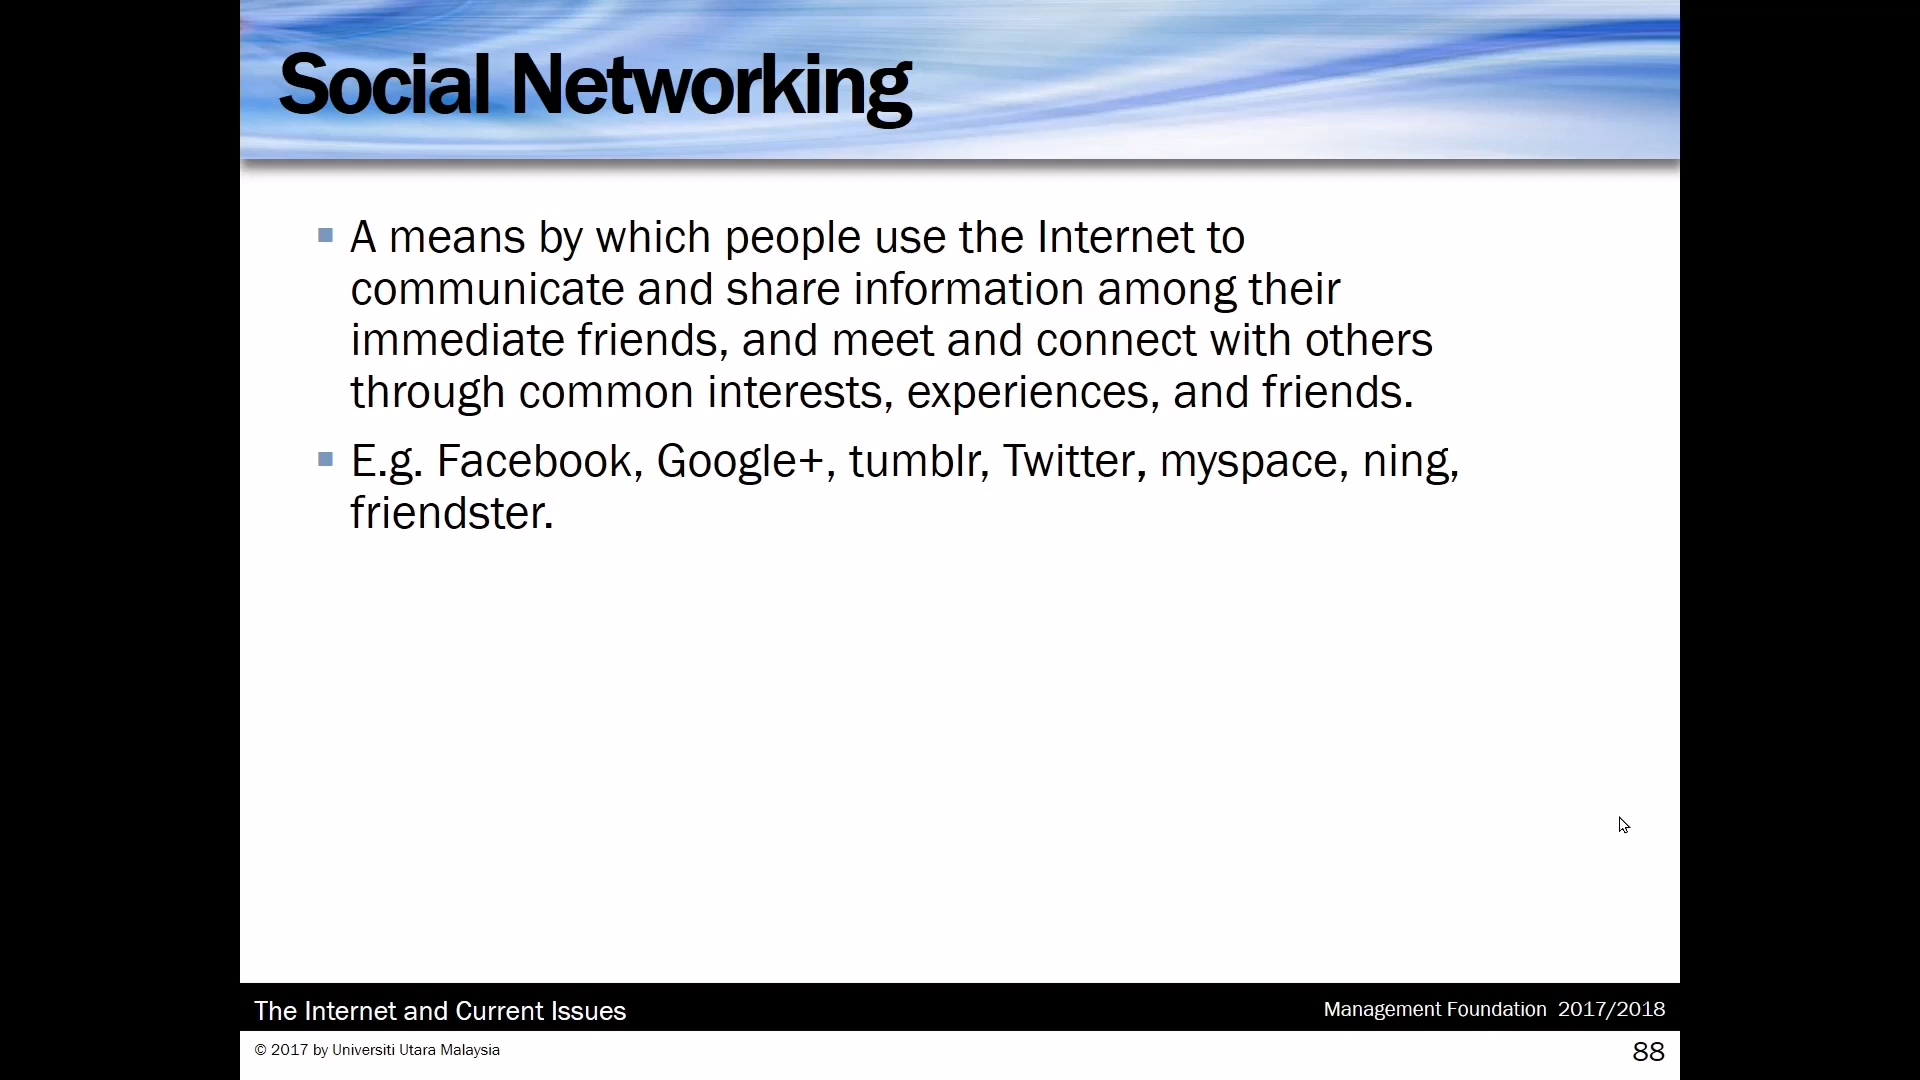 Social Networking
A means by which people use the Internet to
communicate and share information among their
immediate friends, and meet and connect with others
through common interests, experiences, and friends.
E.g. Facebook, Google+, tumblr, Twitter, myspace, ning,
friendster.
The Internet and Current Issues
Management Foundation 2017/2018
© 2017 by Universiti Utara Malaysia
88